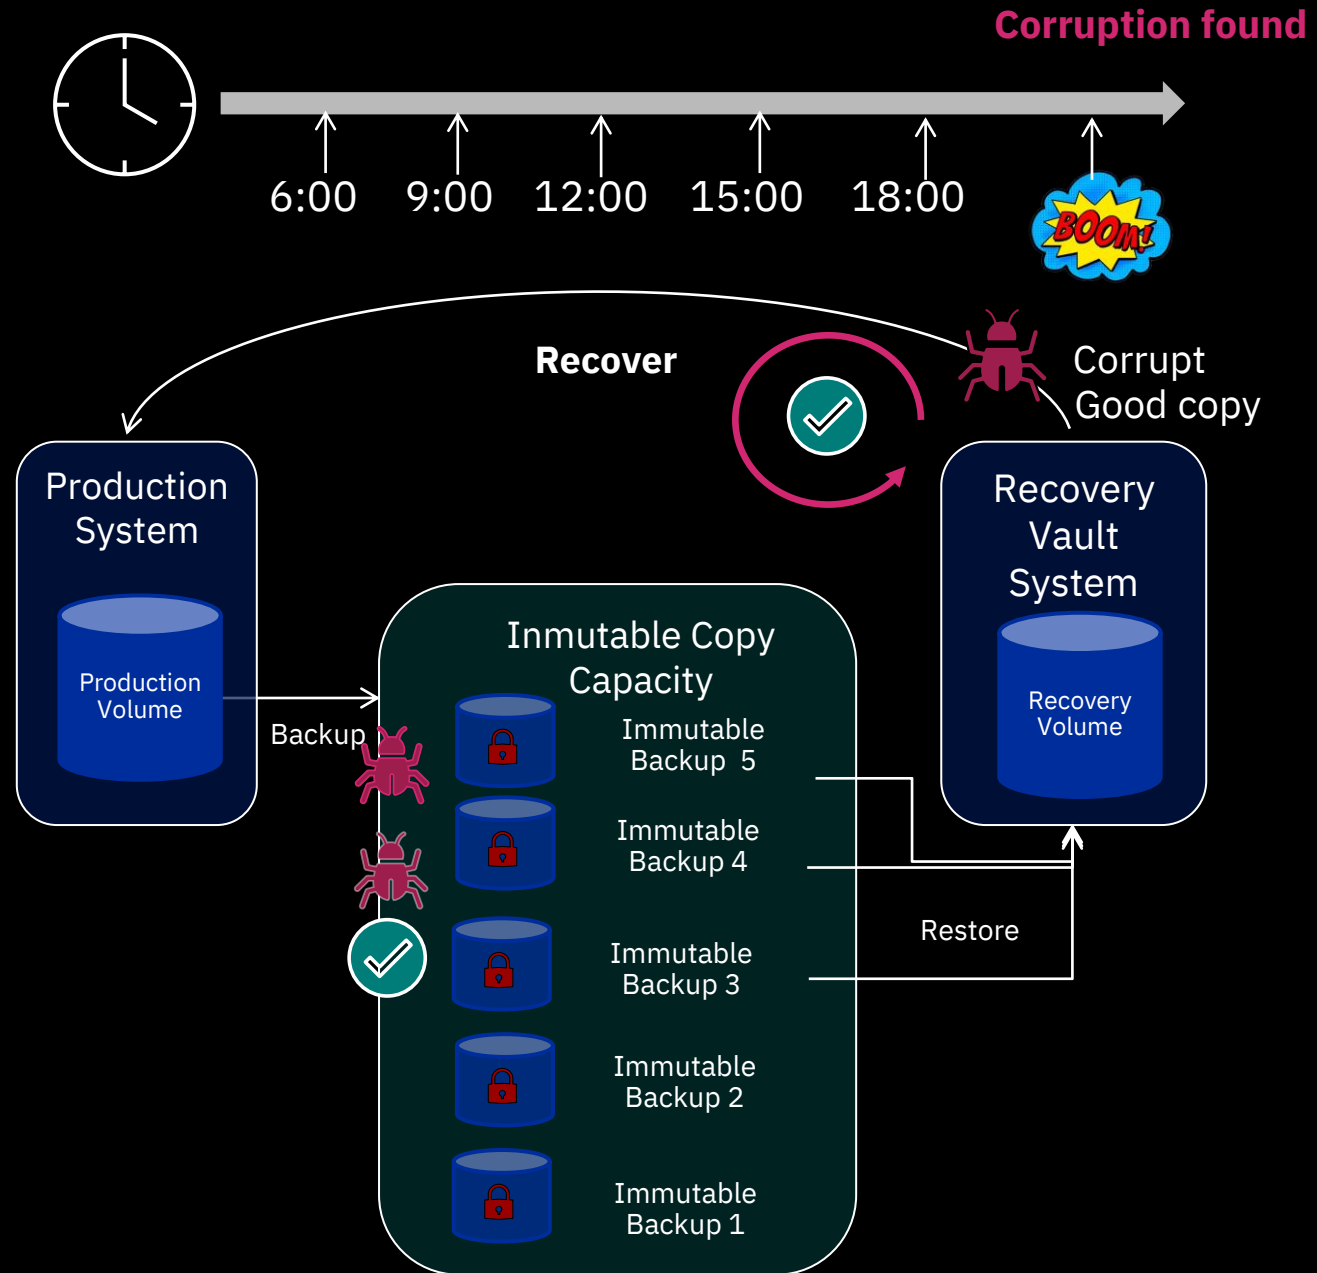 Corruption found
6:00 9:00 12:00 15:00 18:00
BOOM!
Recover
Corrupt
Good copy
Production
System
Production
Volume
Backup
Inmutable Copy
Capacity
Immutable
Backup 5
Immutable
Backup 4
Immutable
Backup 3
Immutable
Backup 2
Immutable
Backup 1
Restore
Recovery
Vault
System
Recovery
Volume